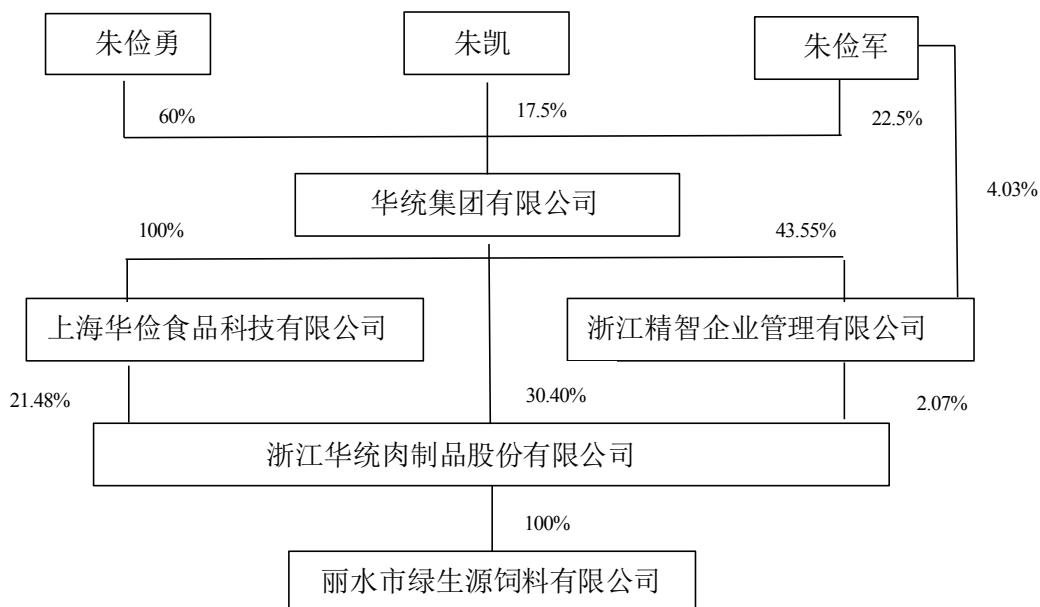 朱俭勇
朱凯
朱俭军
60%
17.5%
22.5%
4.03%
华统集团有限公司
100%
43.55%
上海华俭食品科技有限公司
浙江精智企业管理有限公司
21.48%
30.40%
2.07%
浙江华统肉制品股份有限公司
100%
丽水市绿生源饲料有限公司